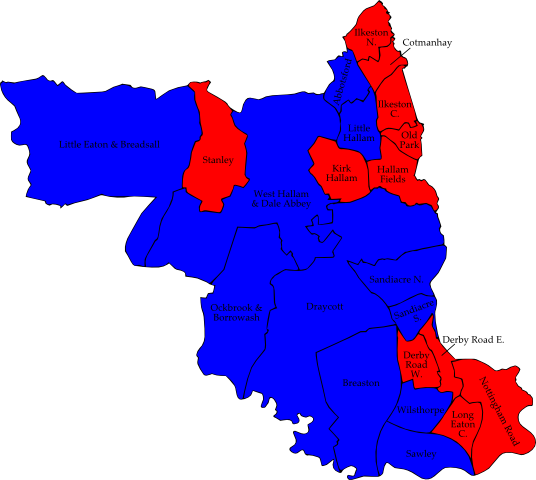 Ilkeston
N.
Cotmanhay
Abbotsford
Ilkeston
C.
Little
Hallam
Old
Park
Little Eaton & Breadsall
Stanley
Kirk
Hallam
Hallam
Fields
West Hallam
& Dale Abbey
Sandiacre N.
Ockbrook &
Borrowash
Draycott
Sandiacre
S.
Derby Road E.
Derby
Road
W.
Breaston
Nottingham Road
Wilsthorpe
Long
Eaton
C.
Sawley